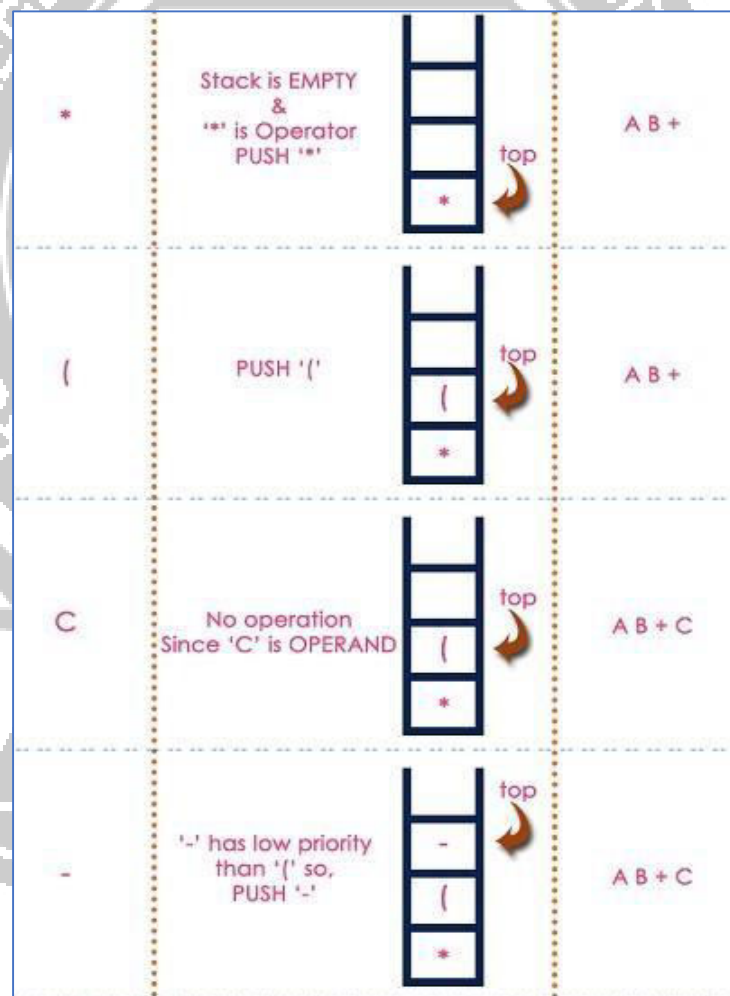 *
Stack is EMPTY
&
'*' is Operator
PUSH '*'
top
*
A B +
(
PUSH '('
top
(
*
A B +
C
No operation
Since 'C' is OPERAND
top
(
*
A B + C
-
'-' has low priority
than '(' so,
PUSH '-'
top
-
(
*
A B + C